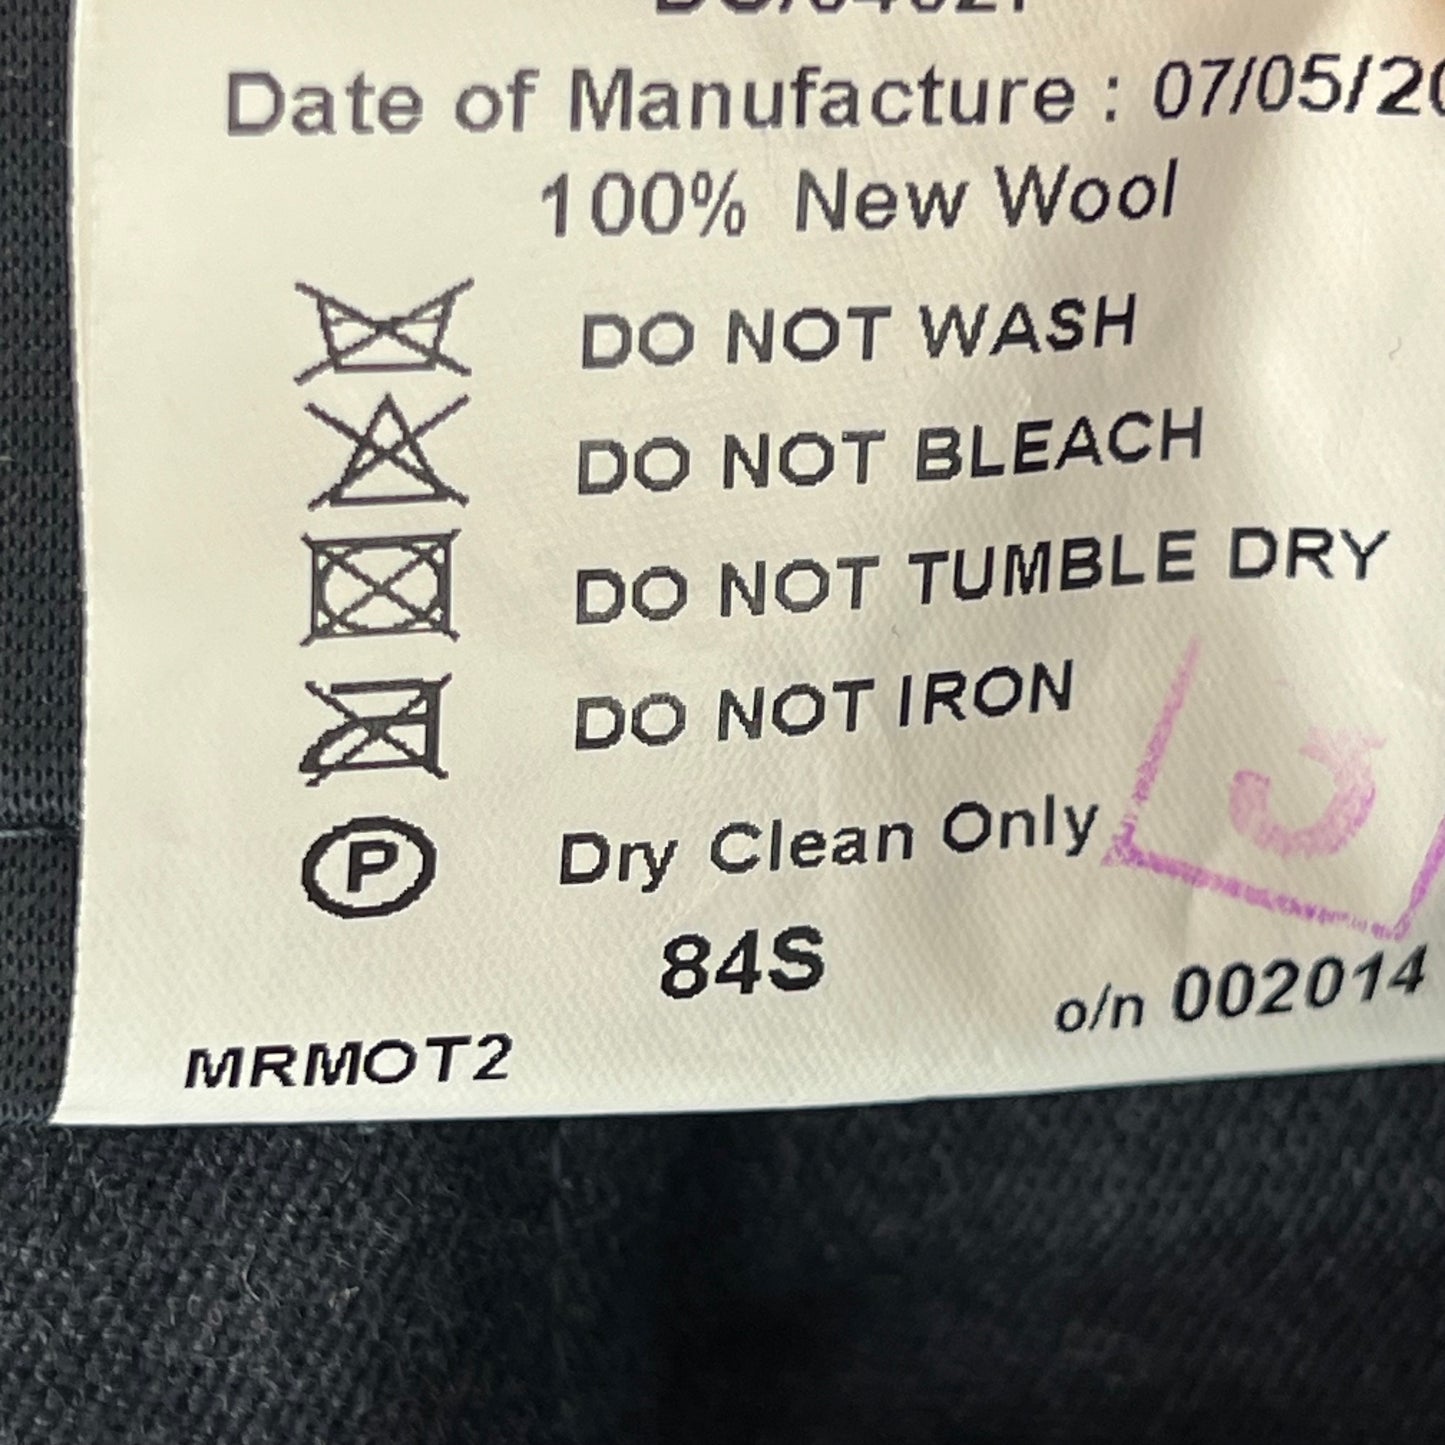 Date of Manufacture : 07/05/20
100% New Wool
DO NOT WASH
DO NOT BLEACH
DO NOT TUMBLE DRY
DO NOT IRON
P Dry Clean Only
84S
o/n 002014
MRMOT2